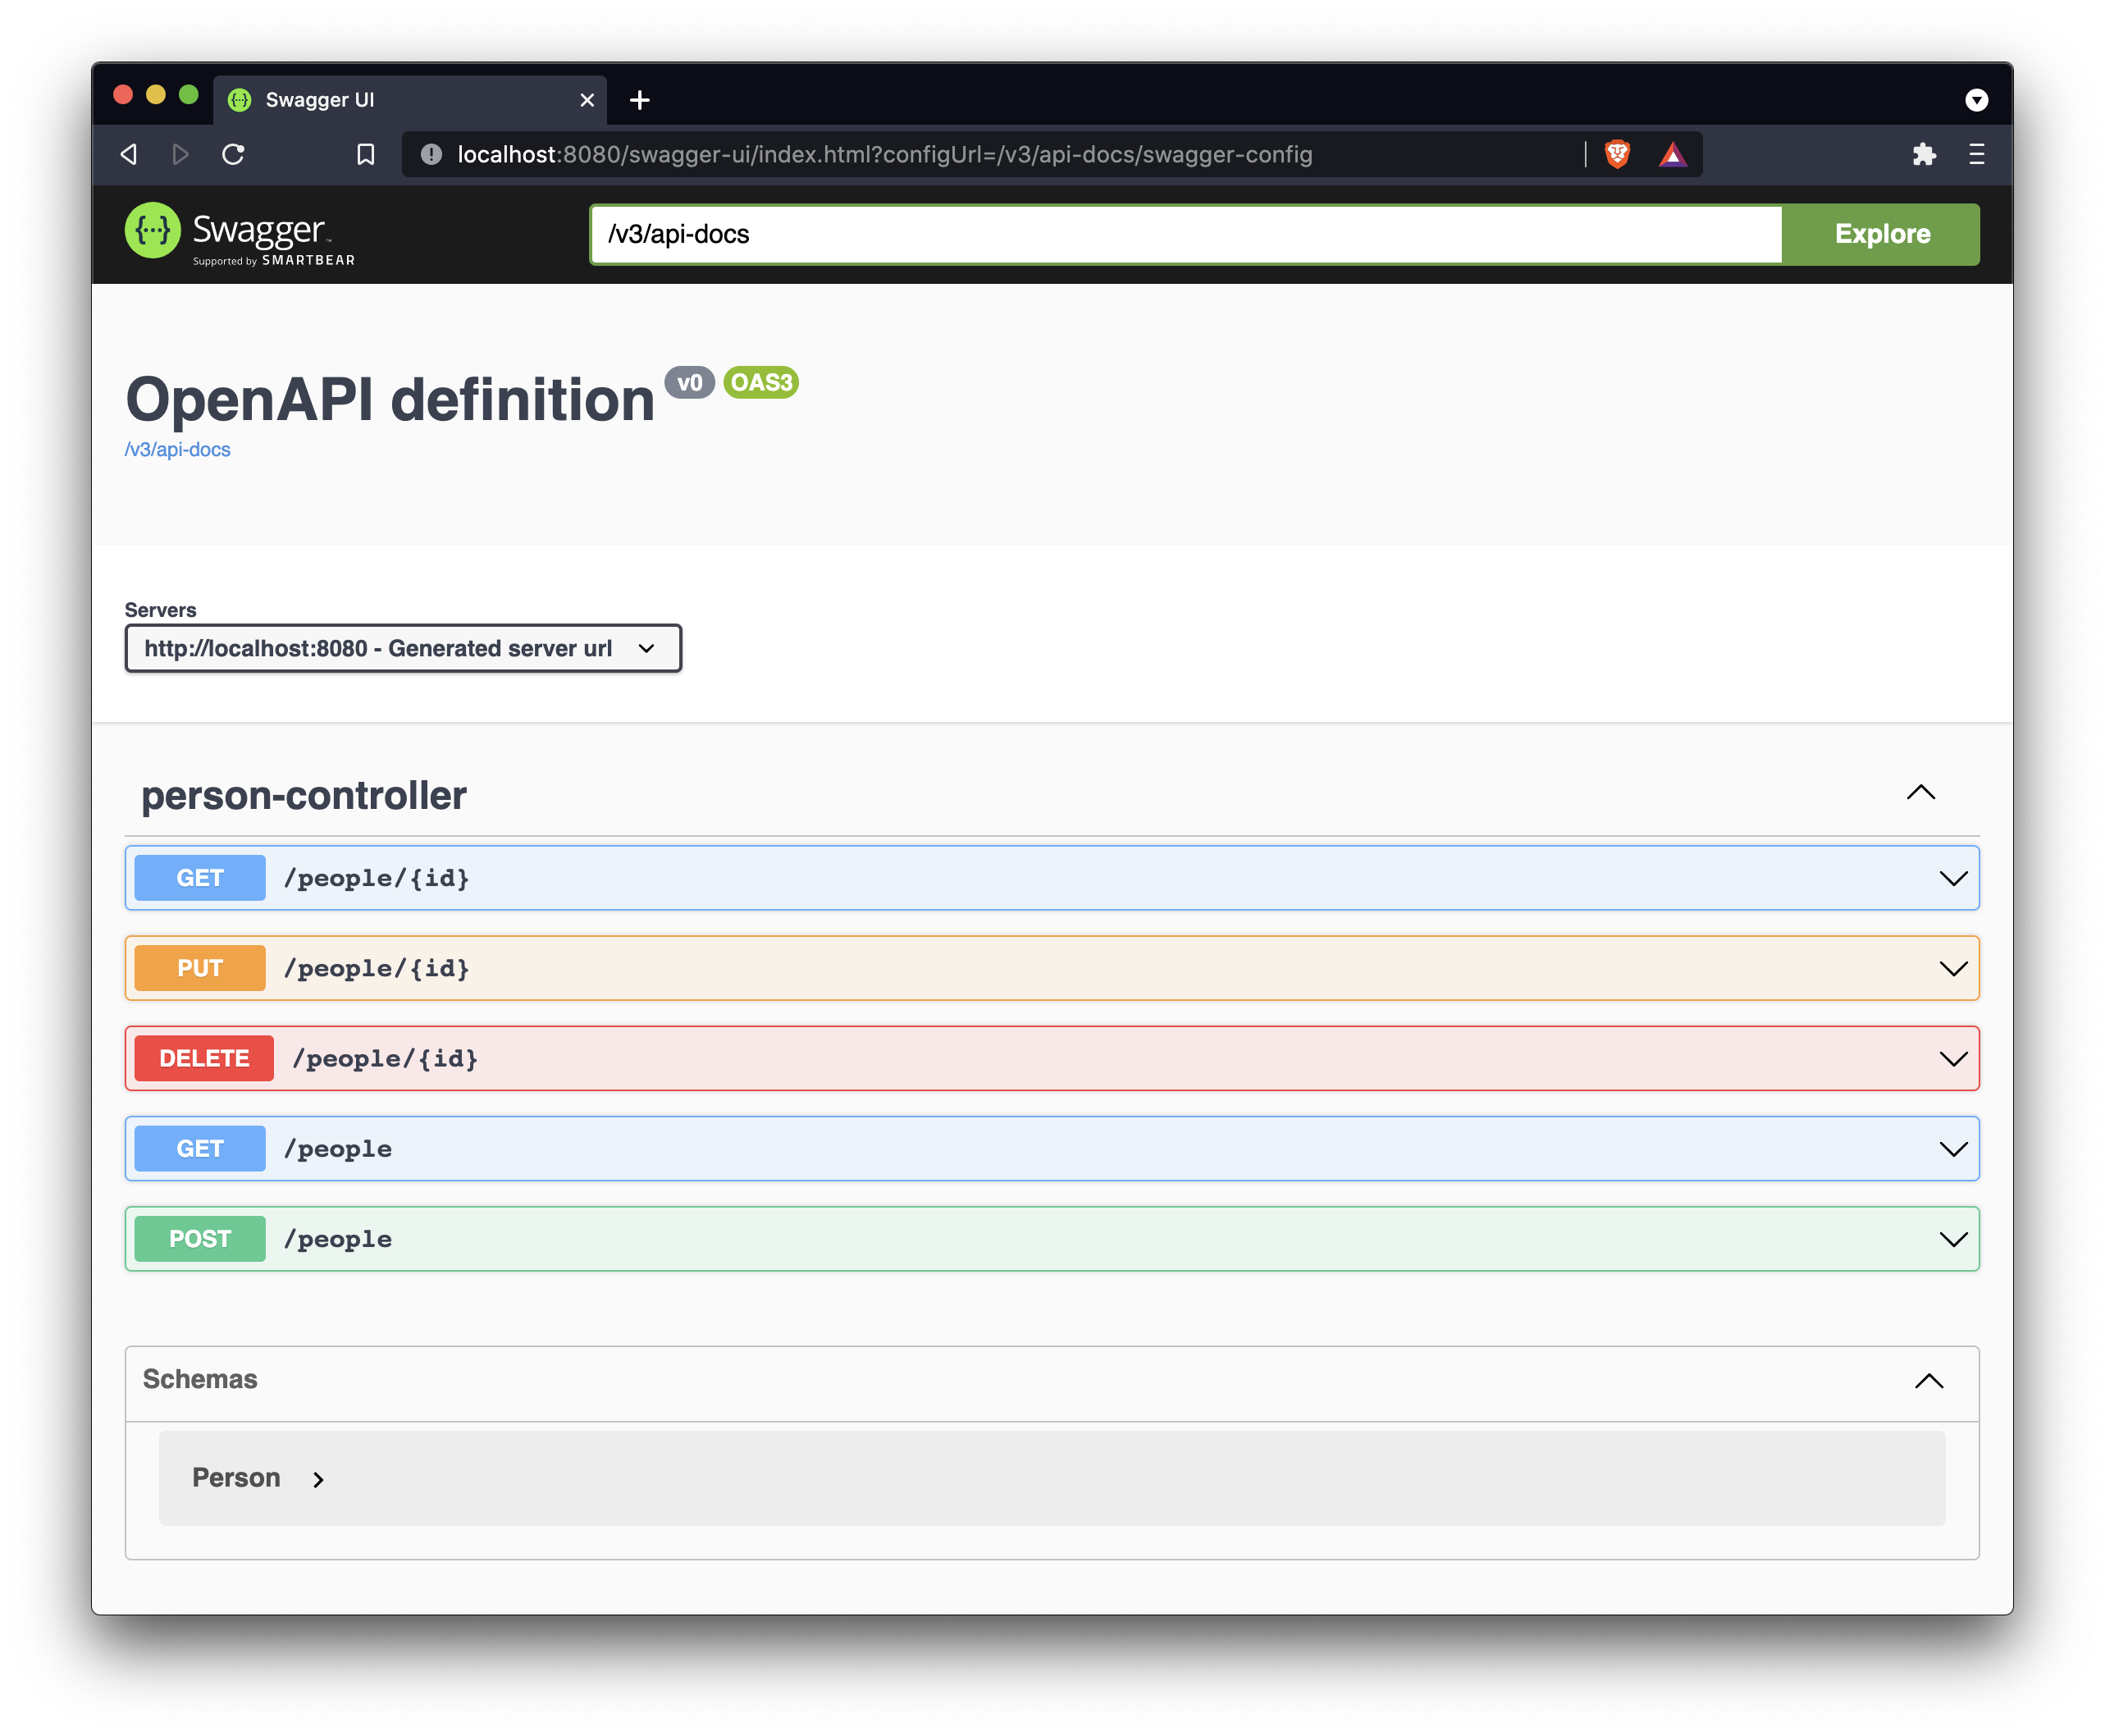 Swagger UI
localhost:8080/swagger-ui/index.html?configUrl=/v3/api-docs/swagger-config
Swagger
Supported by SMARTBEAR
/v3/api-docs
Explore
OpenAPI definition v0 OAS3
/v3/api-docs
Servers
http://localhost:8080 - Generated server url
person-controller
GET /people/{id}
PUT /people/{id}
DELETE /people/{id}
GET /people
POST /people
Schemas
Person